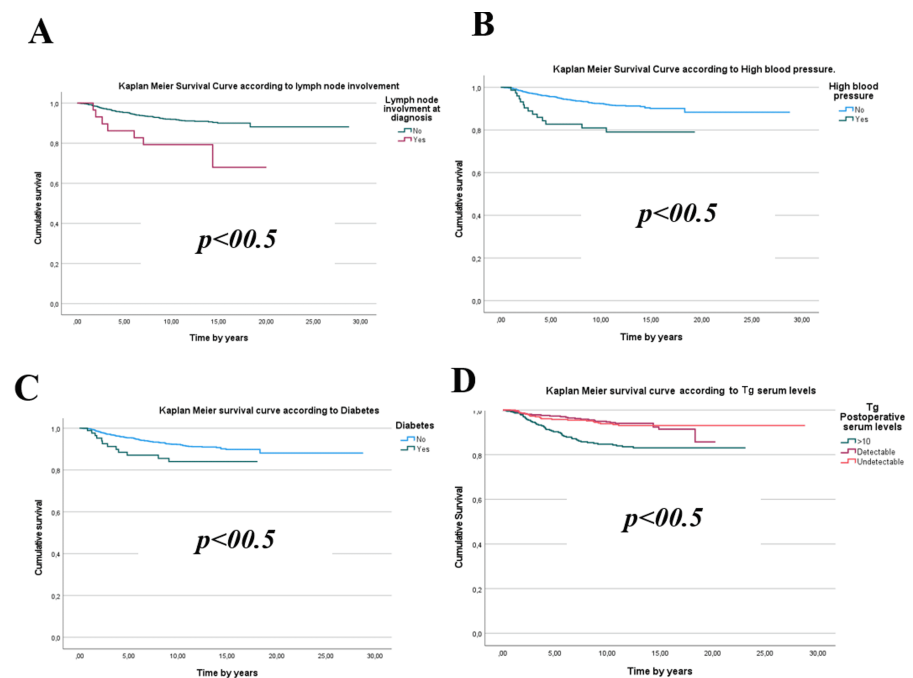 A
Kaplan Meier Survival Curve according to lymph node involvement
Lymph node
involvment at
diagnosis
No
Yes
Cumulative survival
1,0
0,8
0,6
0,4
0,2
0,0
p<00.5
,00 5,00 10,00 15,00 20,00 25,00 30,00
Time by years
B
Kaplan Meier Survival Curve according to High blood pressure.
High blood
pressure
No
Yes
Cumulative survival
1,0
0,8
0,6
0,4
0,2
0,0
p<00.5
,00 5,00 10,00 15,00 20,00 25,00 30,00
Time by years
C
Kaplan Meier survival curve according to Diabetes
Diabetes
No
Yes
Cumulative survival
1,0
0,8
0,6
0,4
0,2
0,0
p<00.5
,00 5,00 10,00 15,00 20,00 25,00 30,00
Time by years
D
Kaplan Meier survival curve according to Tg serum levels
Tg
Postoperative
serum levels
>10
Detectable
Undetectable
Cumulative Survival
1,0
0,8
0,6
0,4
0,2
0,0
p<00.5
,00 5,00 10,00 15,00 20,00 25,00 30,00
Time by years